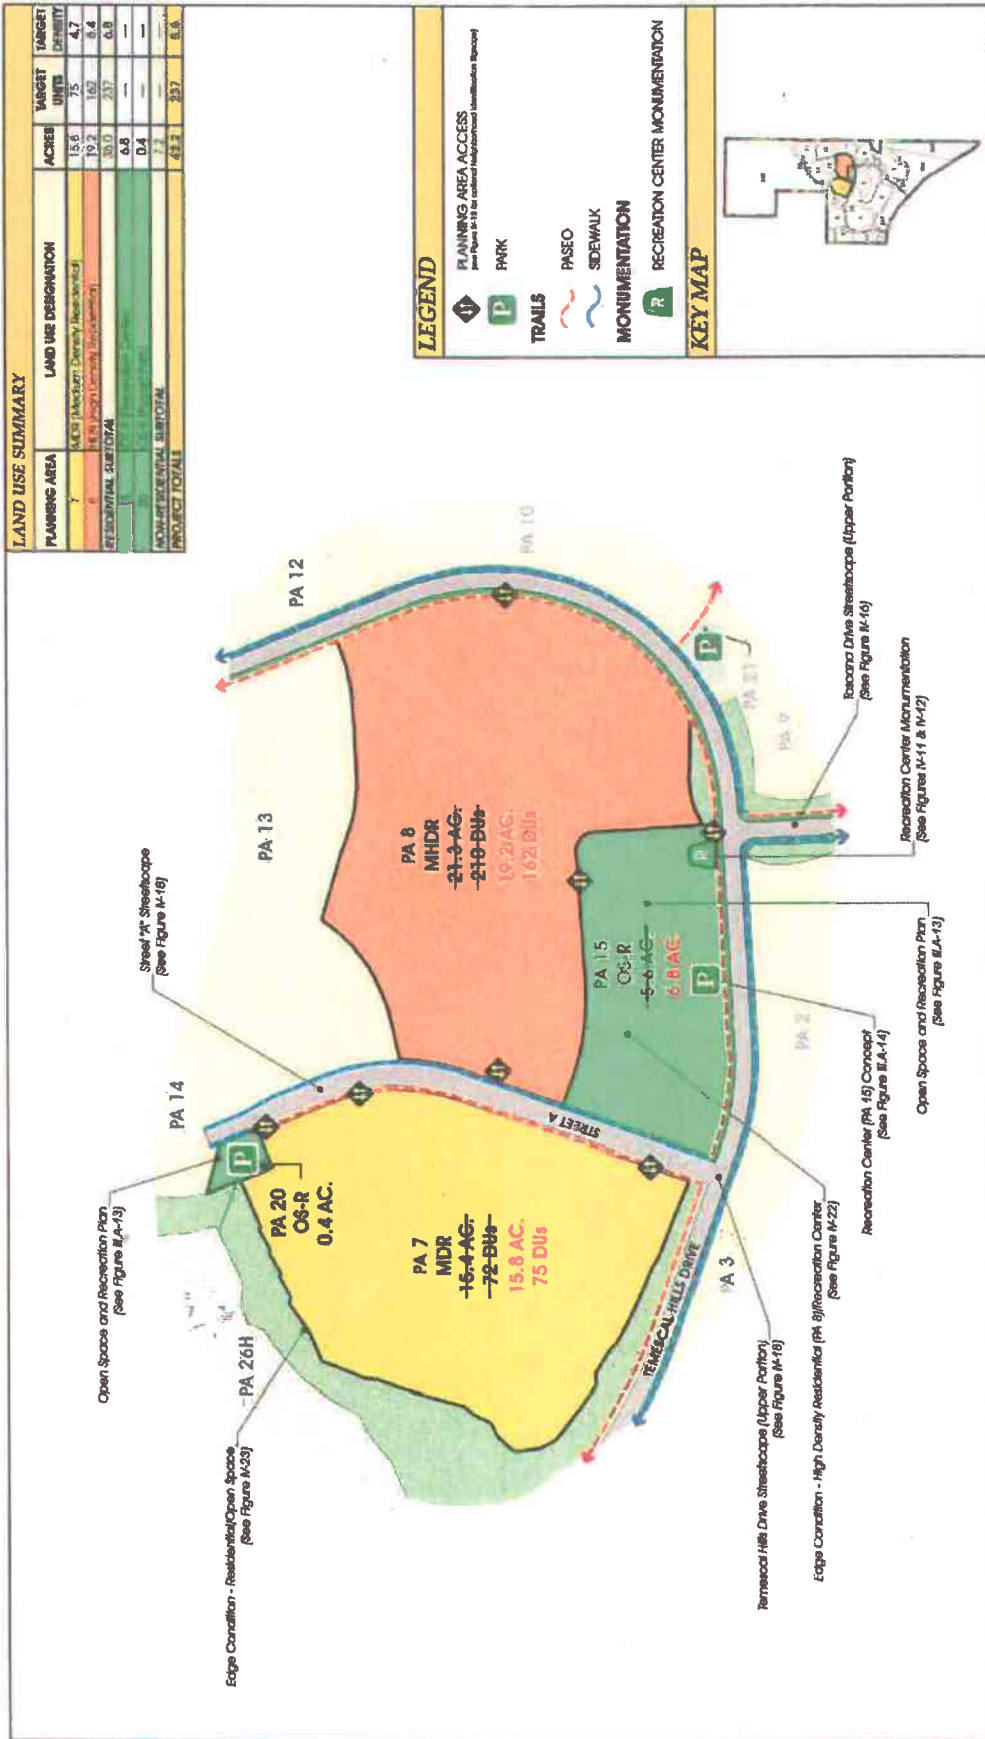 LAND USE SUMMARY
PLANNING AREA LAND USE DESIGNATION ACRES TARGET UNITS TARGET DENSITY
7 MDR (Medium Density Residential) 15.8 75 4.7
19.2 162 8.4
RESIDENTIAL SUBTOTAL 35.0 237 6.8
6.8 — —
0.4 — —
NON-RESIDENTIAL SUBTOTAL 7.2 — —
PROJECT TOTALS 42.2 237
LEGEND
PLANNING AREA ACCESS
PARK
TRAILS
PASEO
SIDEWALK
MONUMENTATION
R RECREATION CENTER MONUMENTATION
KEY MAP
Open Space and Recreation Plan
(See Figure III.A-13)
Street "A" Streetscape
(See Figure IV-18)
PA 14
PA 13
PA 12
PA 10
PA 26H
Edge Condition - Residential/Open Space
(See Figure IV-23)
P
PA 20
OS-R
0.4 AC.
PA 7
MDR
15.4 AC.
72 DUs
15.8 AC.
75 DUs
PA 8
MHDR
21.3 AC.
210 DUs
19.2 AC.
162 DUs
PA 15
OS-R
5.6 AC.
6.8 AC.
P
R
P
PA 21
PA 9
PA 2
PA 3
STREET A
TEMESCAL HILLS DRIVE
Temescal Hills Drive Streetscape (Upper Portion)
(See Figure IV-18)
Edge Condition - High Density Residential (PA 8)/Recreation Center
(See Figure IV-22)
Recreation Center (PA 15) Concept
(See Figure III.A-14)
Open Space and Recreation Plan
(See Figure III.A-13)
Recreation Center Monumentation
(See Figures IV-11 & IV-12)
Toscana Drive Streetscape (Upper Portion)
(See Figure IV-16)